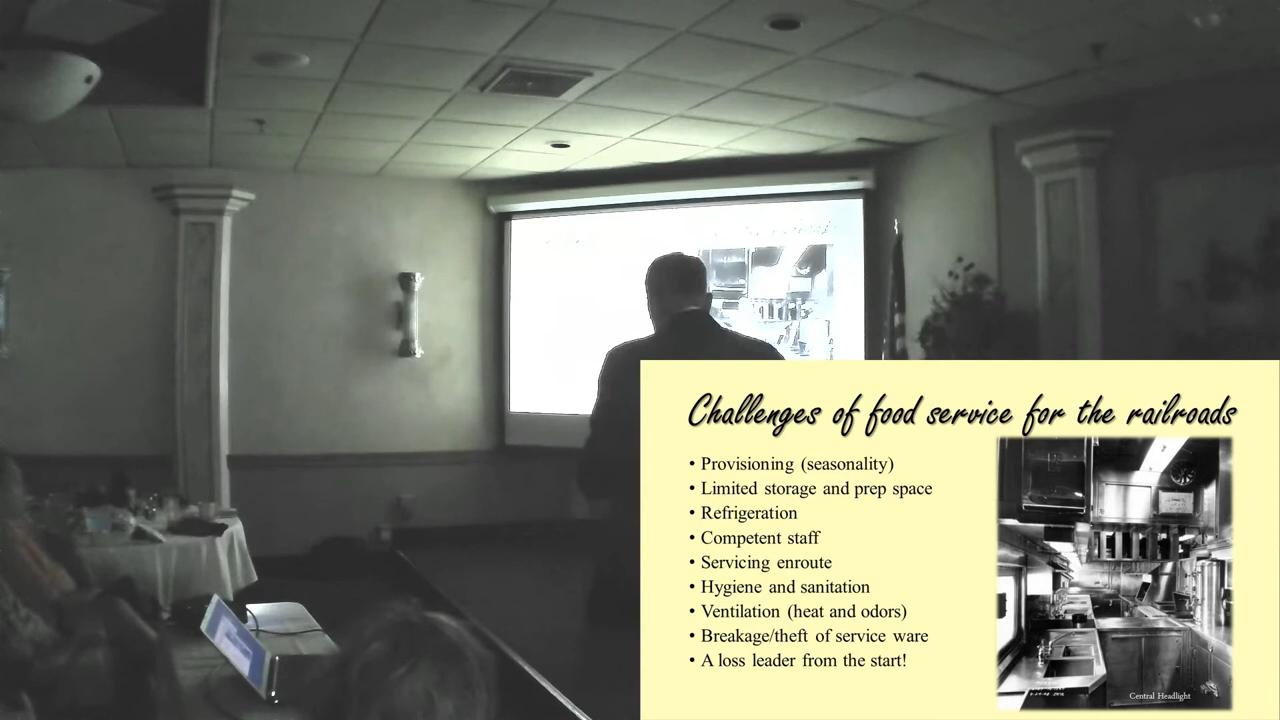 Challenges of food service for the railroads
• Provisioning (seasonality)
• Limited storage and prep space
• Refrigeration
• Competent staff
• Servicing enroute
• Hygiene and sanitation
• Ventilation (heat and odors)
• Breakage/theft of service ware
• A loss leader from the start!
Central Headlight